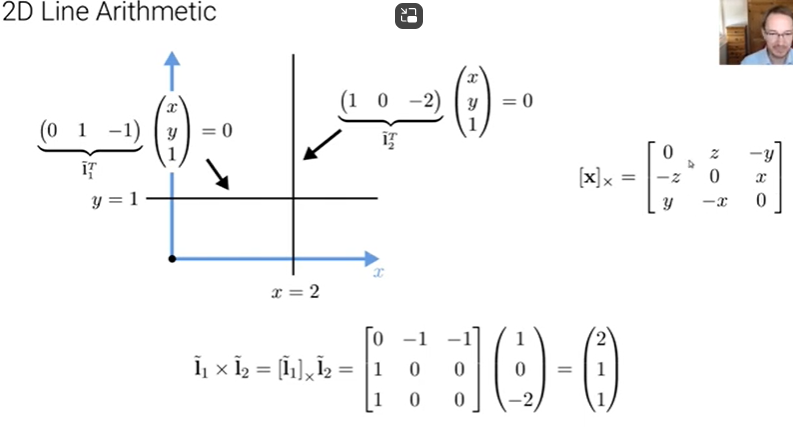 2D Line Arithmetic
(0 1 −1) (x y 1) = 0
l̃₁ᵀ
(1 0 −2) (x y 1) = 0
l̃₂ᵀ
y = 1
x
x = 2
[x]× = [0 z −y
−z 0 x
y −x 0]
l̃₁ × l̃₂ = [l̃₁]× l̃₂ = [0 −1 −1
1 0 0
1 0 0] (1 0 −2) = (2 1 1)